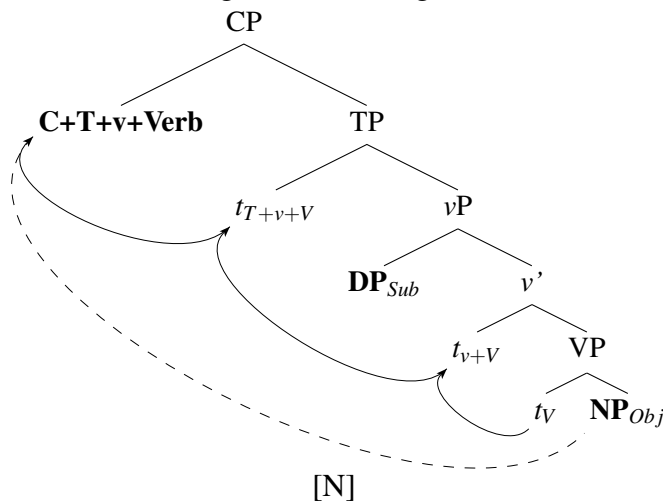 CP
C+T+v+Verb TP
t_{T+v+V} vP
DP_{Sub} v'
t_{v+V} VP
t_V NP_{Obj}
[N]